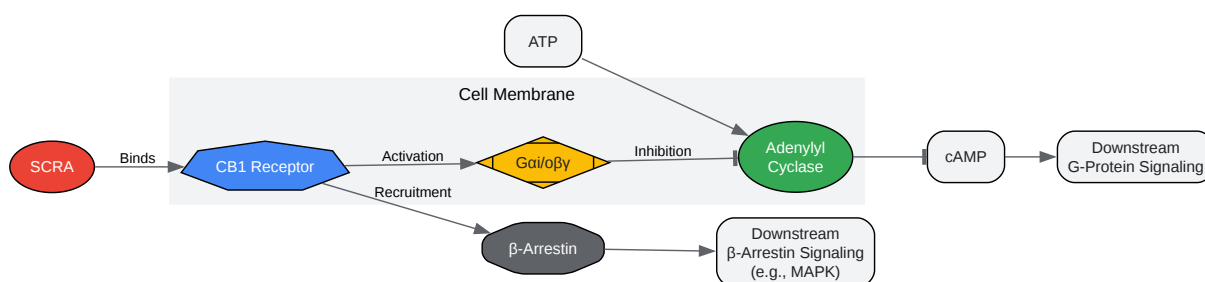 ATP
Cell Membrane
SCRA
Binds
CB1 Receptor
Activation
Gαi/oβγ
Inhibition
Adenylyl
Cyclase
cAMP
Downstream
G-Protein Signaling
Recruitment
β-Arrestin
Downstream
β-Arrestin Signaling
(e.g., MAPK)